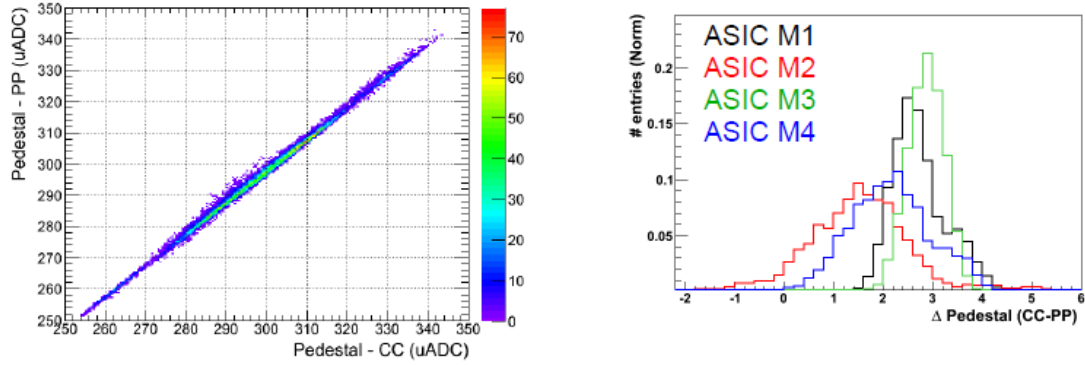 Pedestal - PP (uADC)
350
340
330
320
310
300
290
280
270
260
250
250 260 270 280 290 300 310 320 330 340 350
Pedestal - CC (uADC)
70
60
50
40
30
20
10
0
# entries (Norm)
0.2
0.15
0.1
0.05
ASIC M1
ASIC M2
ASIC M3
ASIC M4
-2 -1 0 1 2 3 4 5 6
Δ Pedestal (CC-PP)